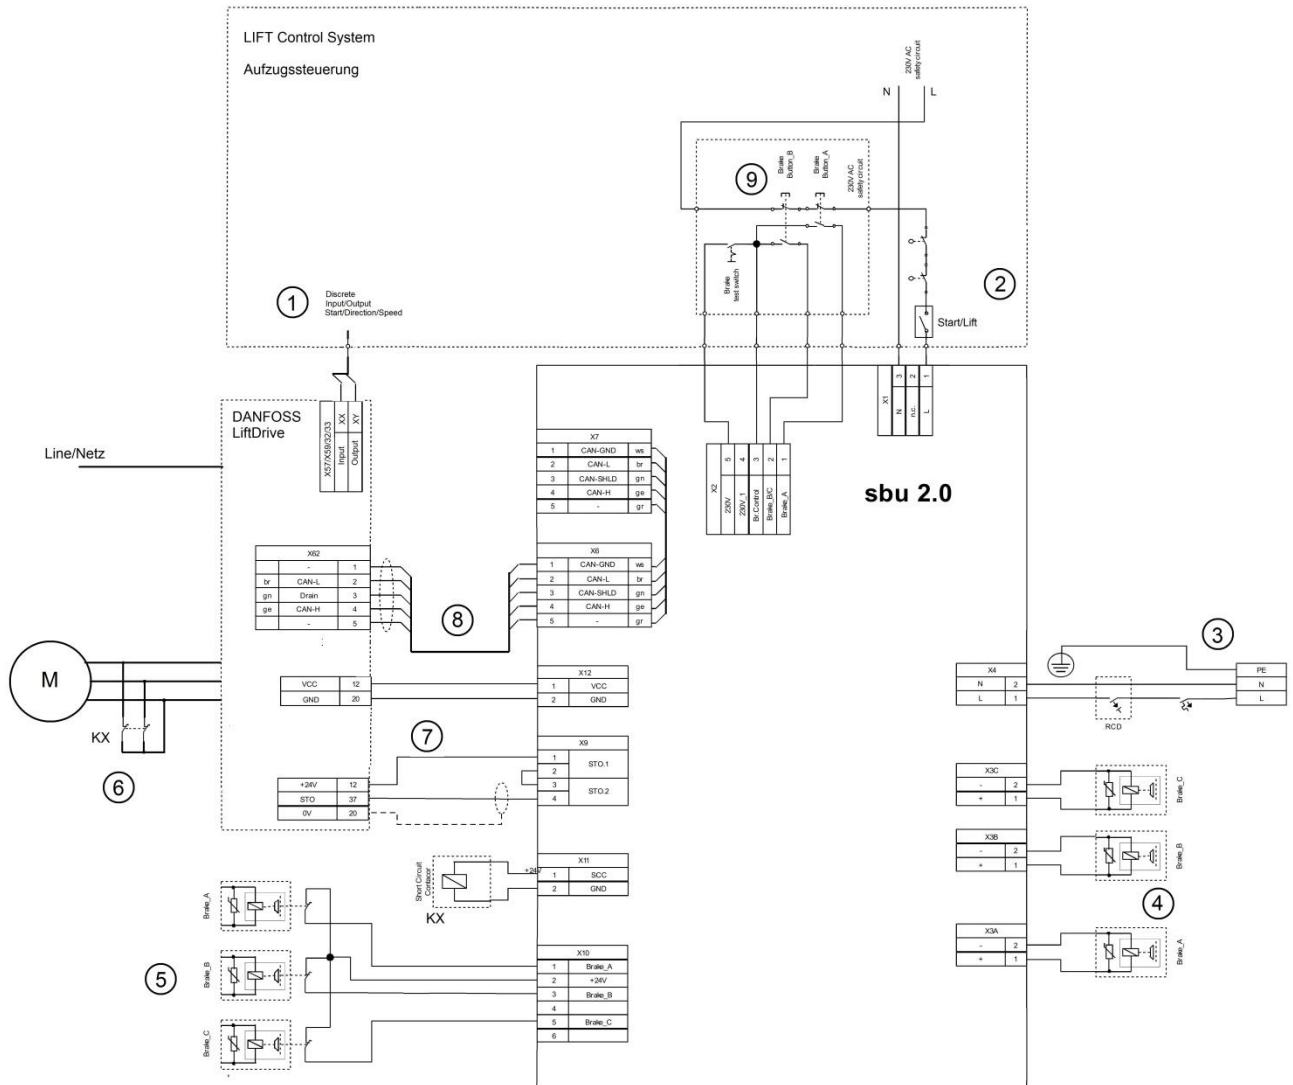 LIFT Control System
Aufzugssteuerung
230V AC
safety circuit
N
L
9
Brake
Button_B
Brake
Button_A
230V AC
safety circuit
Brake
test switch
2
Start/Lift
1
Discrete
Input/Output
Start/Direction/Speed
DANFOSS
LiftDrive
X57/X59/32/33
Input XX
Output XY
Line/Netz
X1
N 3
n.c. 2
L 1
X7
1 CAN-GND ws
2 CAN-L br
3 CAN-SHLD gn
4 CAN-H ge
5 - gr
X2
230V 5
230V_1 4
Br.Control 3
Brake_B/C 2
Brake_A 1
sbu 2.0
X62
- 1
br CAN-L 2
gn Drain 3
ge CAN-H 4
- 5
8
X6
1 CAN-GND ws
2 CAN-L br
3 CAN-SHLD gn
4 CAN-H ge
5 - gr
3
M
VCC 12
GND 20
X12
1 VCC
2 GND
X4
N 2
L 1
RCD
PE
N
L
KX
6
7
+24V 12
STO 37
0V 20
X9
1
2
STO.1
3
4
STO.2
X3C
- 2
+ 1
Brake_C
X3B
- 2
+ 1
Brake_B
4
X3A
- 2
+ 1
Brake_A
Short Circuit
Contacor
KX
+24V
X11
1 SCC
2 GND
5
Brake_A
Brake_B
Brake_C
X10
1 Brake_A
2 +24V
3 Brake_B
4
5 Brake_C
6